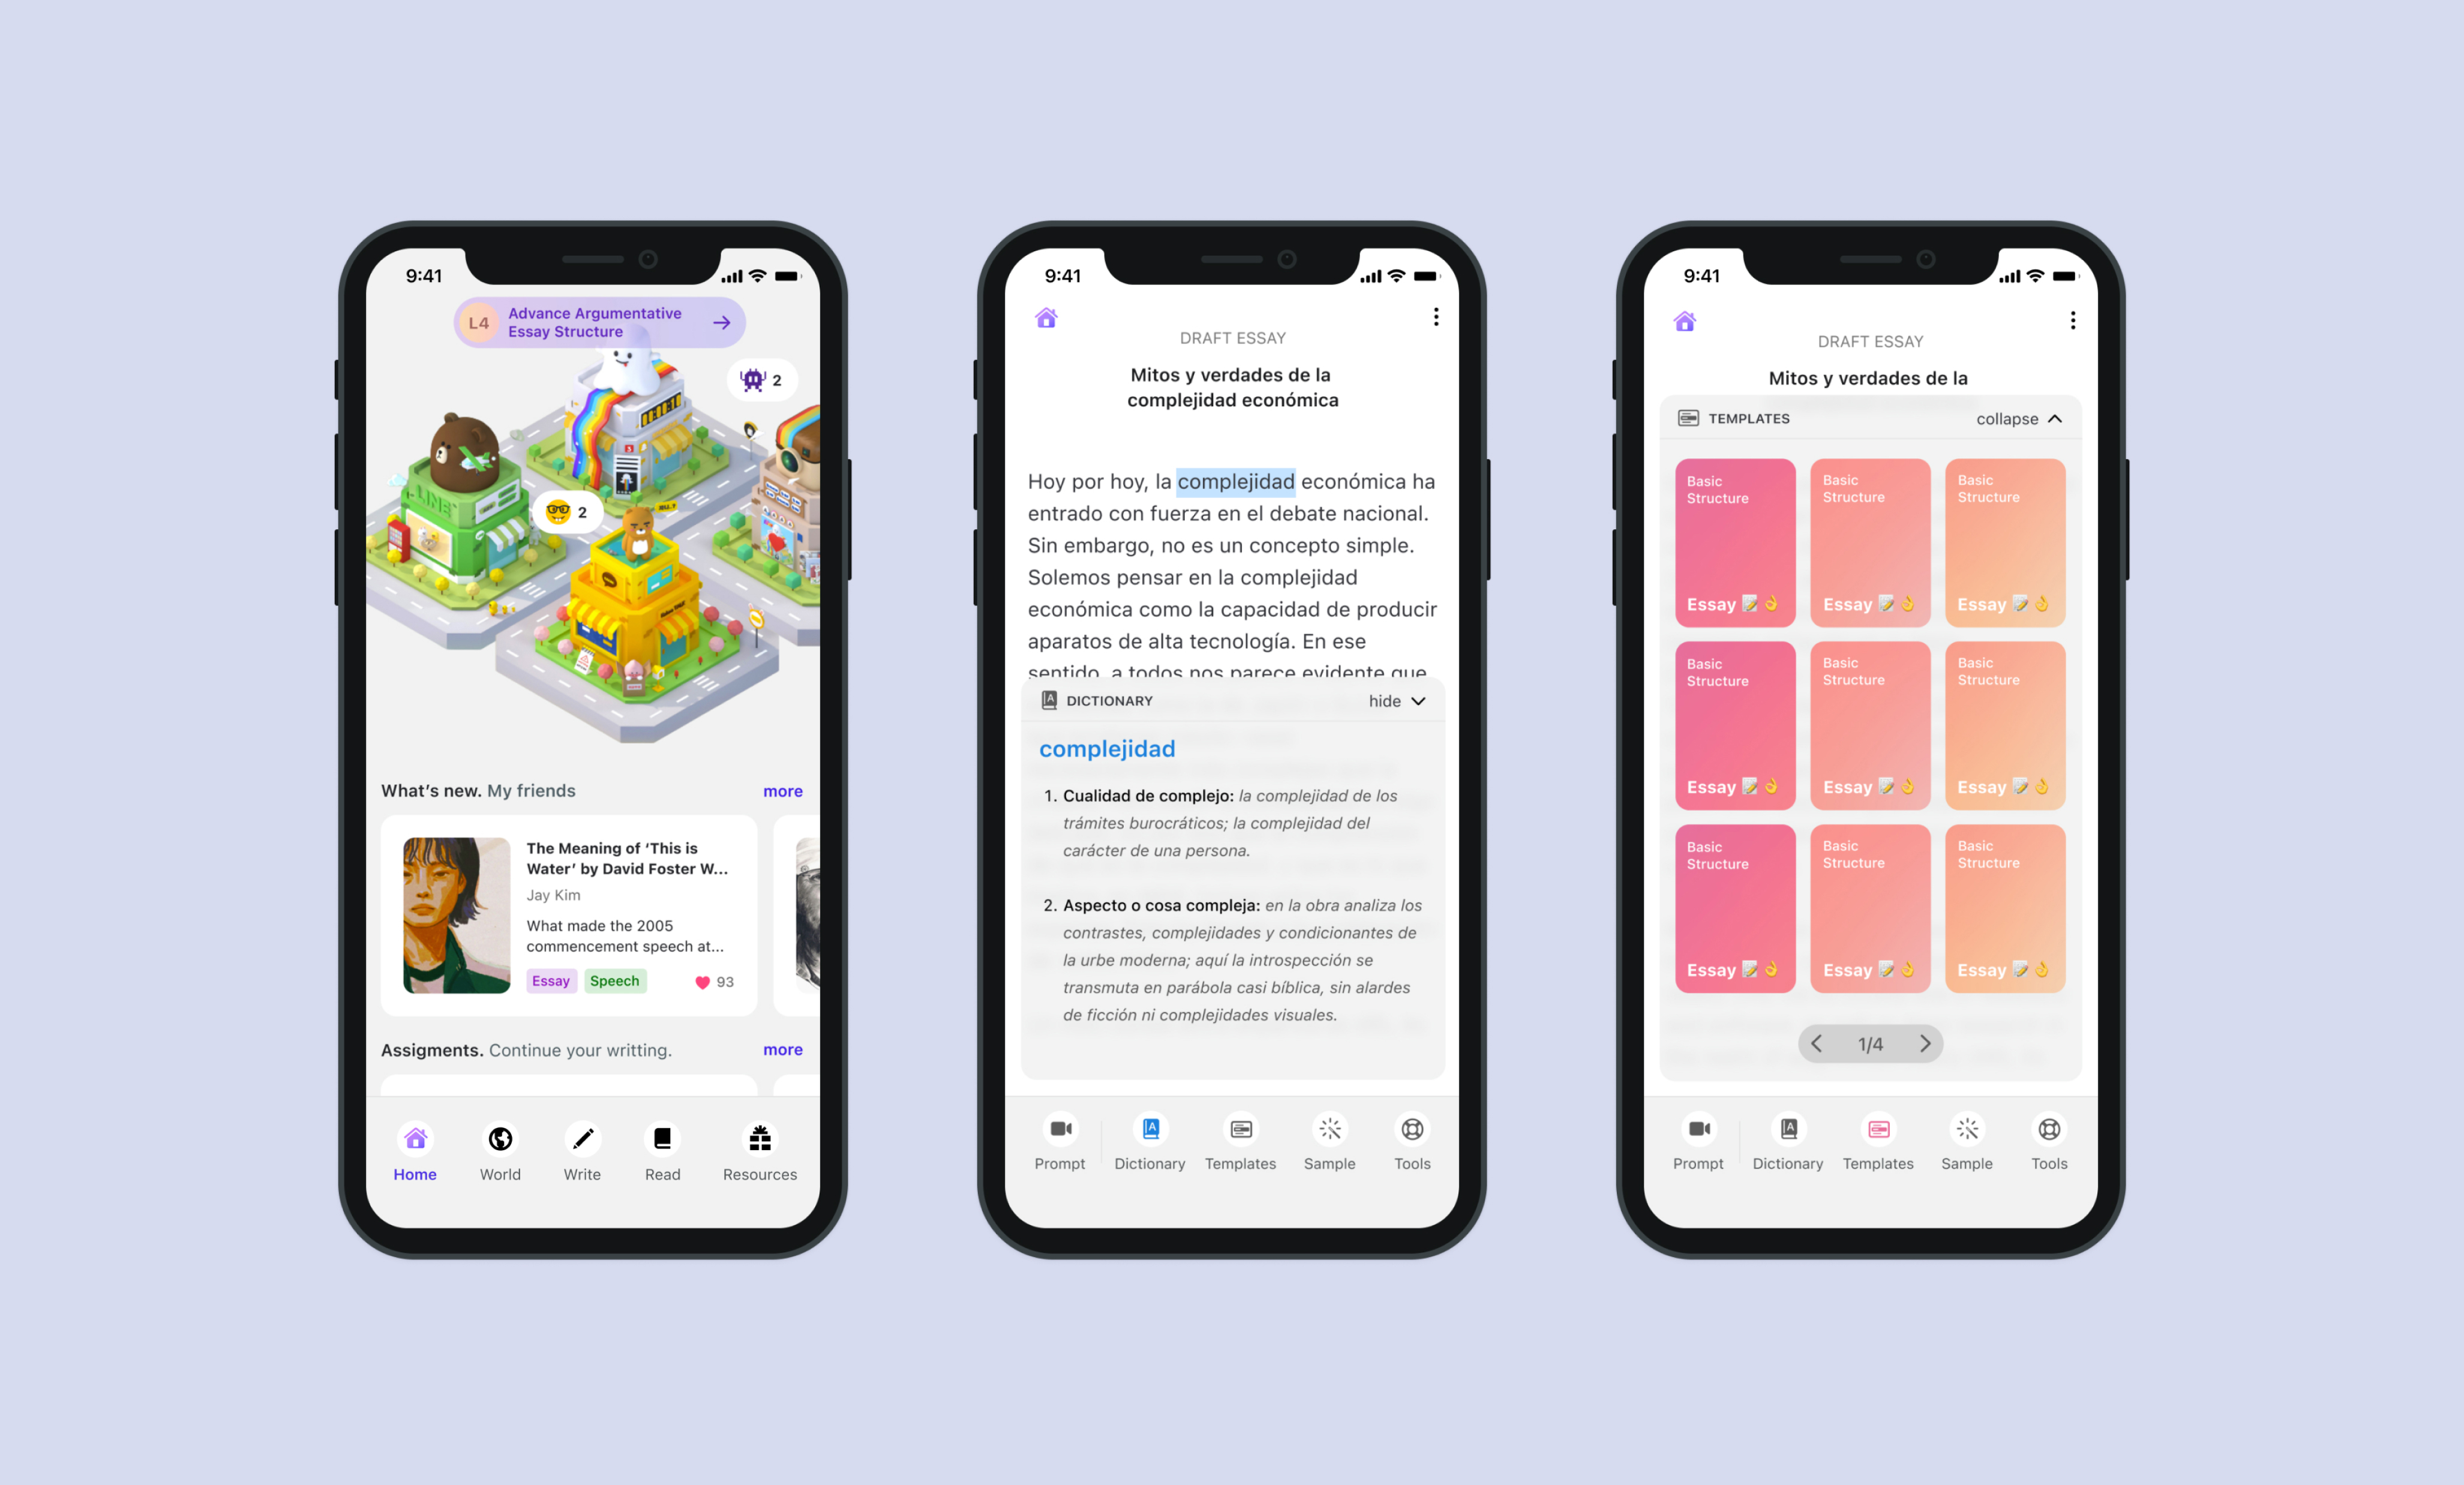 9:41
L4
Advance Argumentative
Essay Structure
2
LINE
2
What's new. My friends
more
The Meaning of ‘This is
Water’ by David Foster W...
Jay Kim
What made the 2005
commencement speech at...
Essay
Speech
93
Assigments. Continue your writting.
more
Home
World
Write
Read
Resources
9:41
DRAFT ESSAY
Mitos y verdades de la
complejidad económica
Hoy por hoy, la complejidad económica ha
entrado con fuerza en el debate nacional.
Sin embargo, no es un concepto simple.
Solemos pensar en la complejidad
económica como la capacidad de producir
aparatos de alta tecnología. En ese
sentido, a todos nos parece evidente que
DICTIONARY
hide
complejidad
1. Cualidad de complejo: la complejidad de los
trámites burocráticos; la complejidad del
carácter de una persona.
2. Aspecto o cosa compleja: en la obra analiza los
contrastes, complejidades y condicionantes de
la urbe moderna; aquí la introspección se
transmuta en parábola casi bíblica, sin alardes
de ficción ni complejidades visuales.
Prompt
Dictionary
Templates
Sample
Tools
9:41
DRAFT ESSAY
Mitos y verdades de la
TEMPLATES
collapse
Basic
Structure
Essay
Basic
Structure
Essay
Basic
Structure
Essay
Basic
Structure
Essay
Basic
Structure
Essay
Basic
Structure
Essay
Basic
Structure
Essay
Basic
Structure
Essay
Basic
Structure
Essay
1/4
Prompt
Dictionary
Templates
Sample
Tools